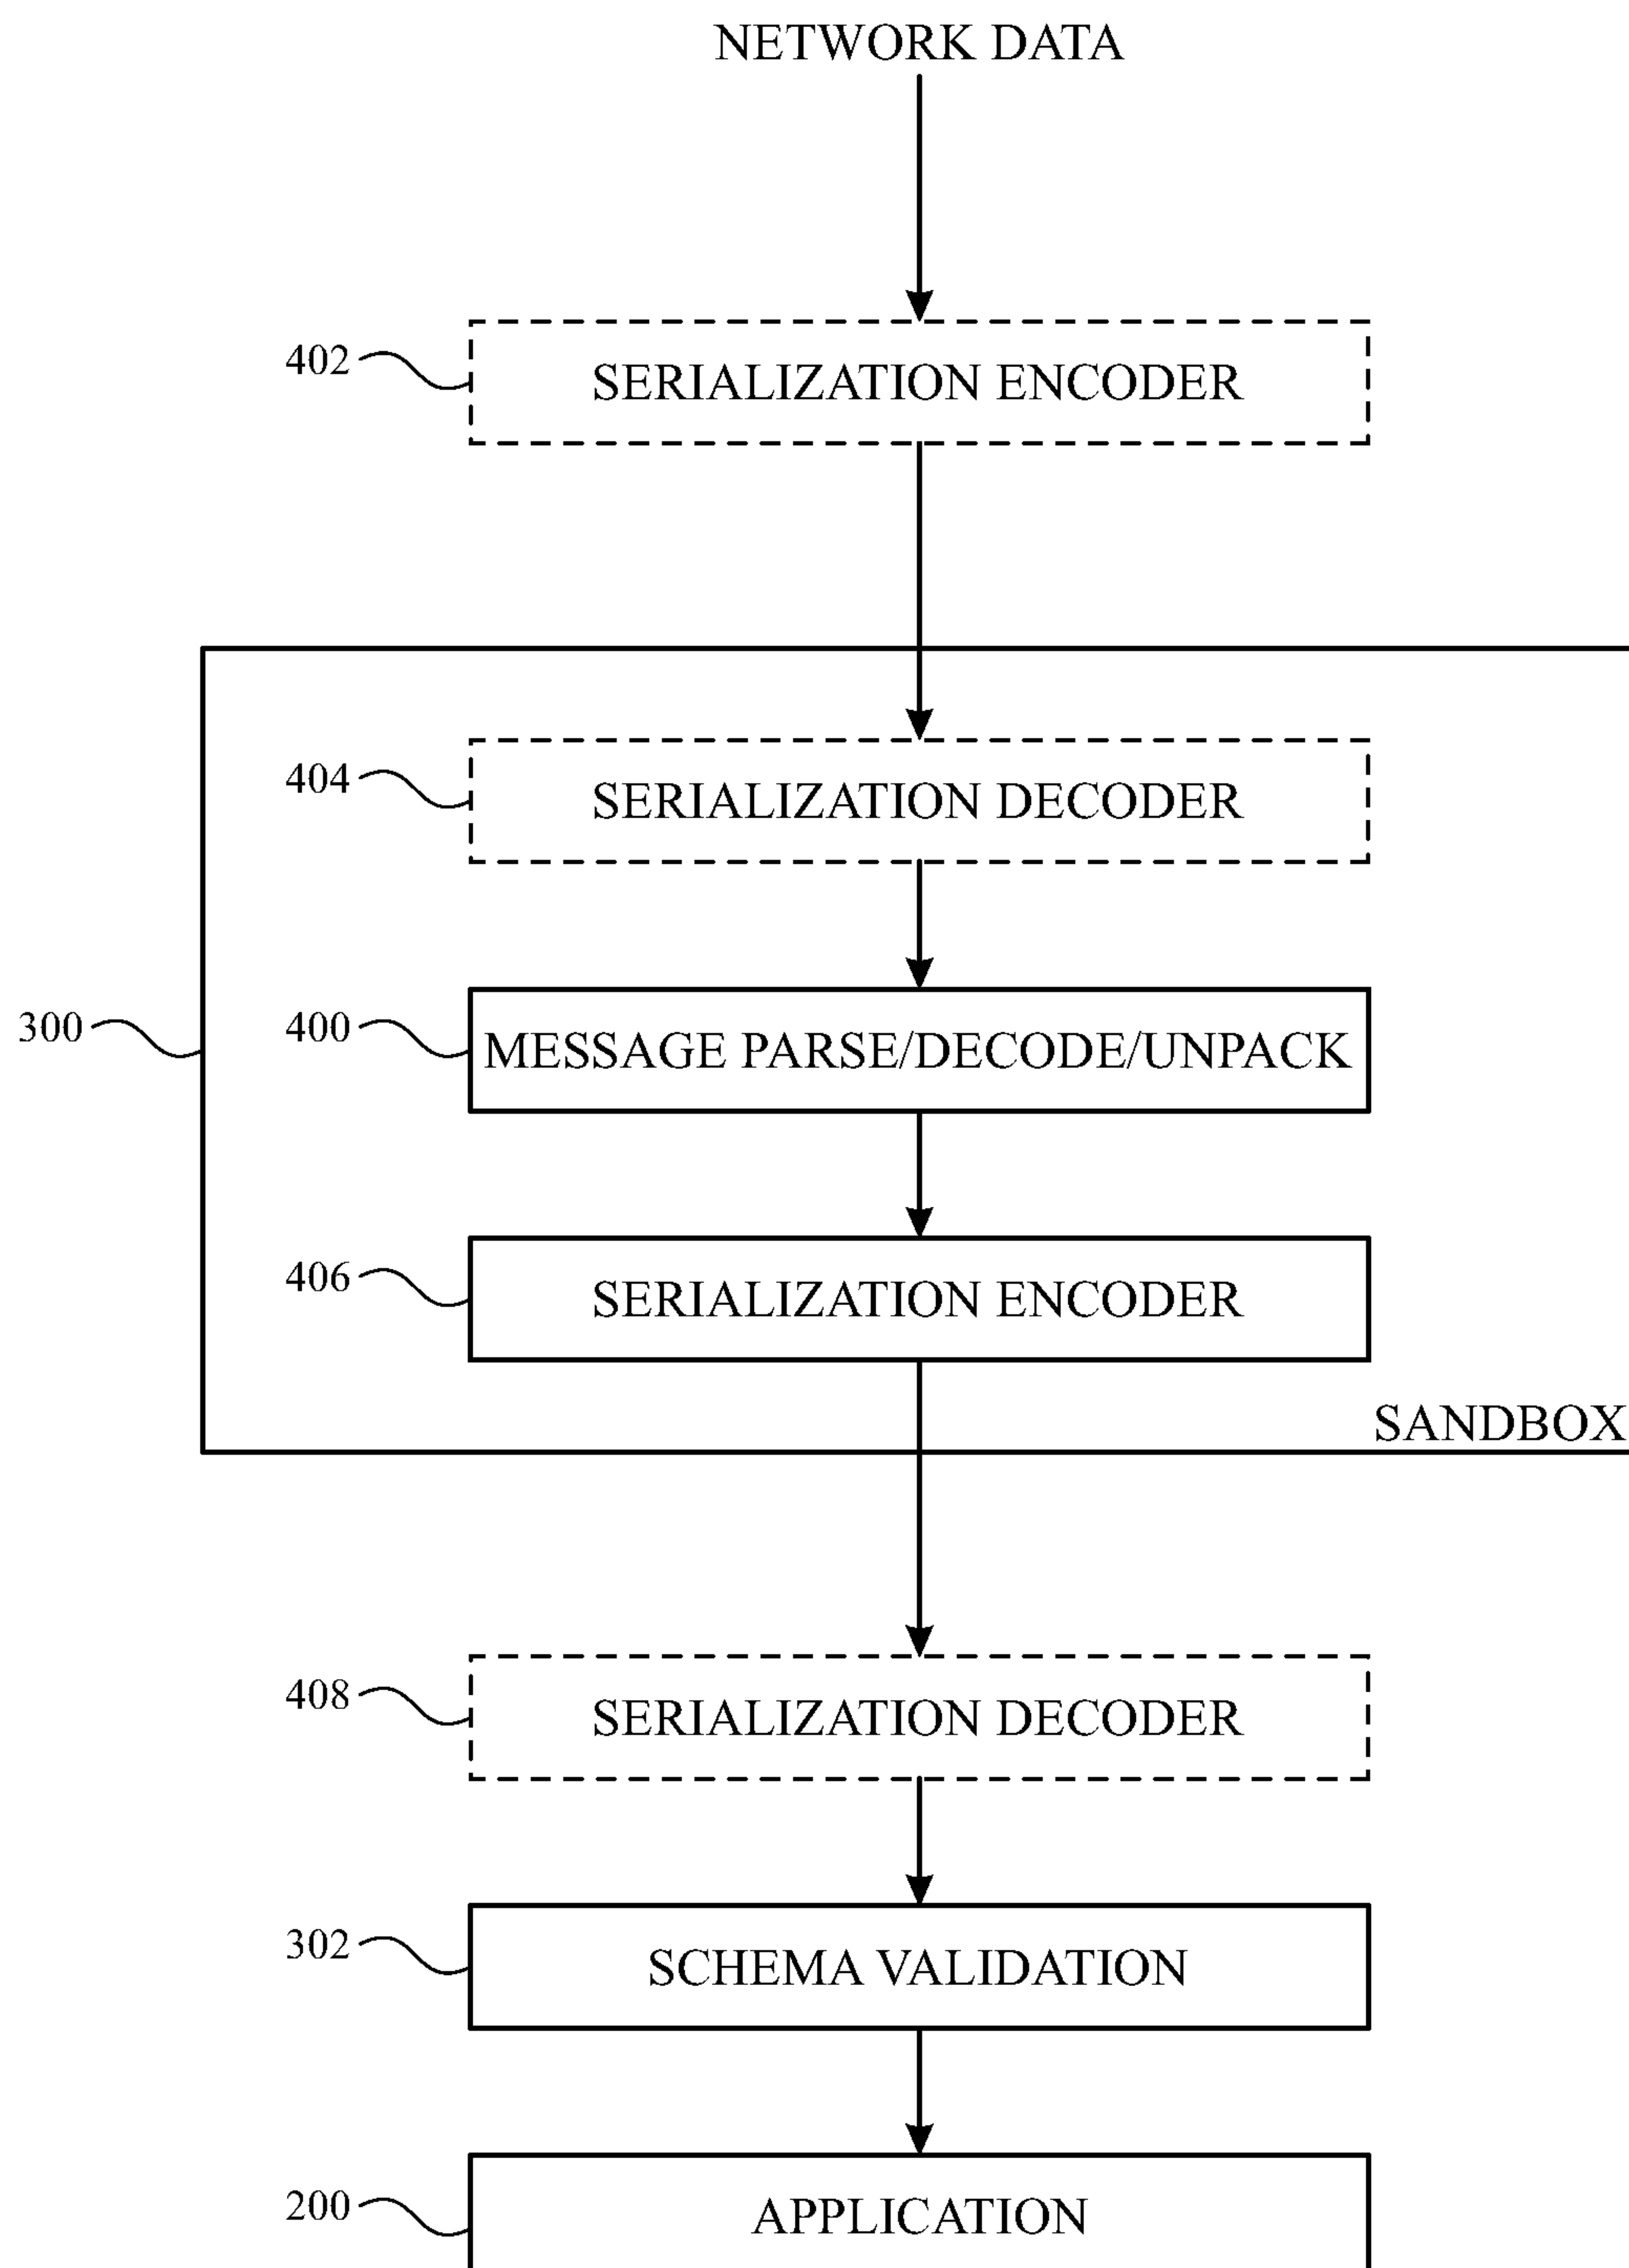 NETWORK DATA
402
SERIALIZATION ENCODER
404
SERIALIZATION DECODER
300
400
MESSAGE PARSE/DECODE/UNPACK
406
SERIALIZATION ENCODER
SANDBOX
408
SERIALIZATION DECODER
302
SCHEMA VALIDATION
200
APPLICATION